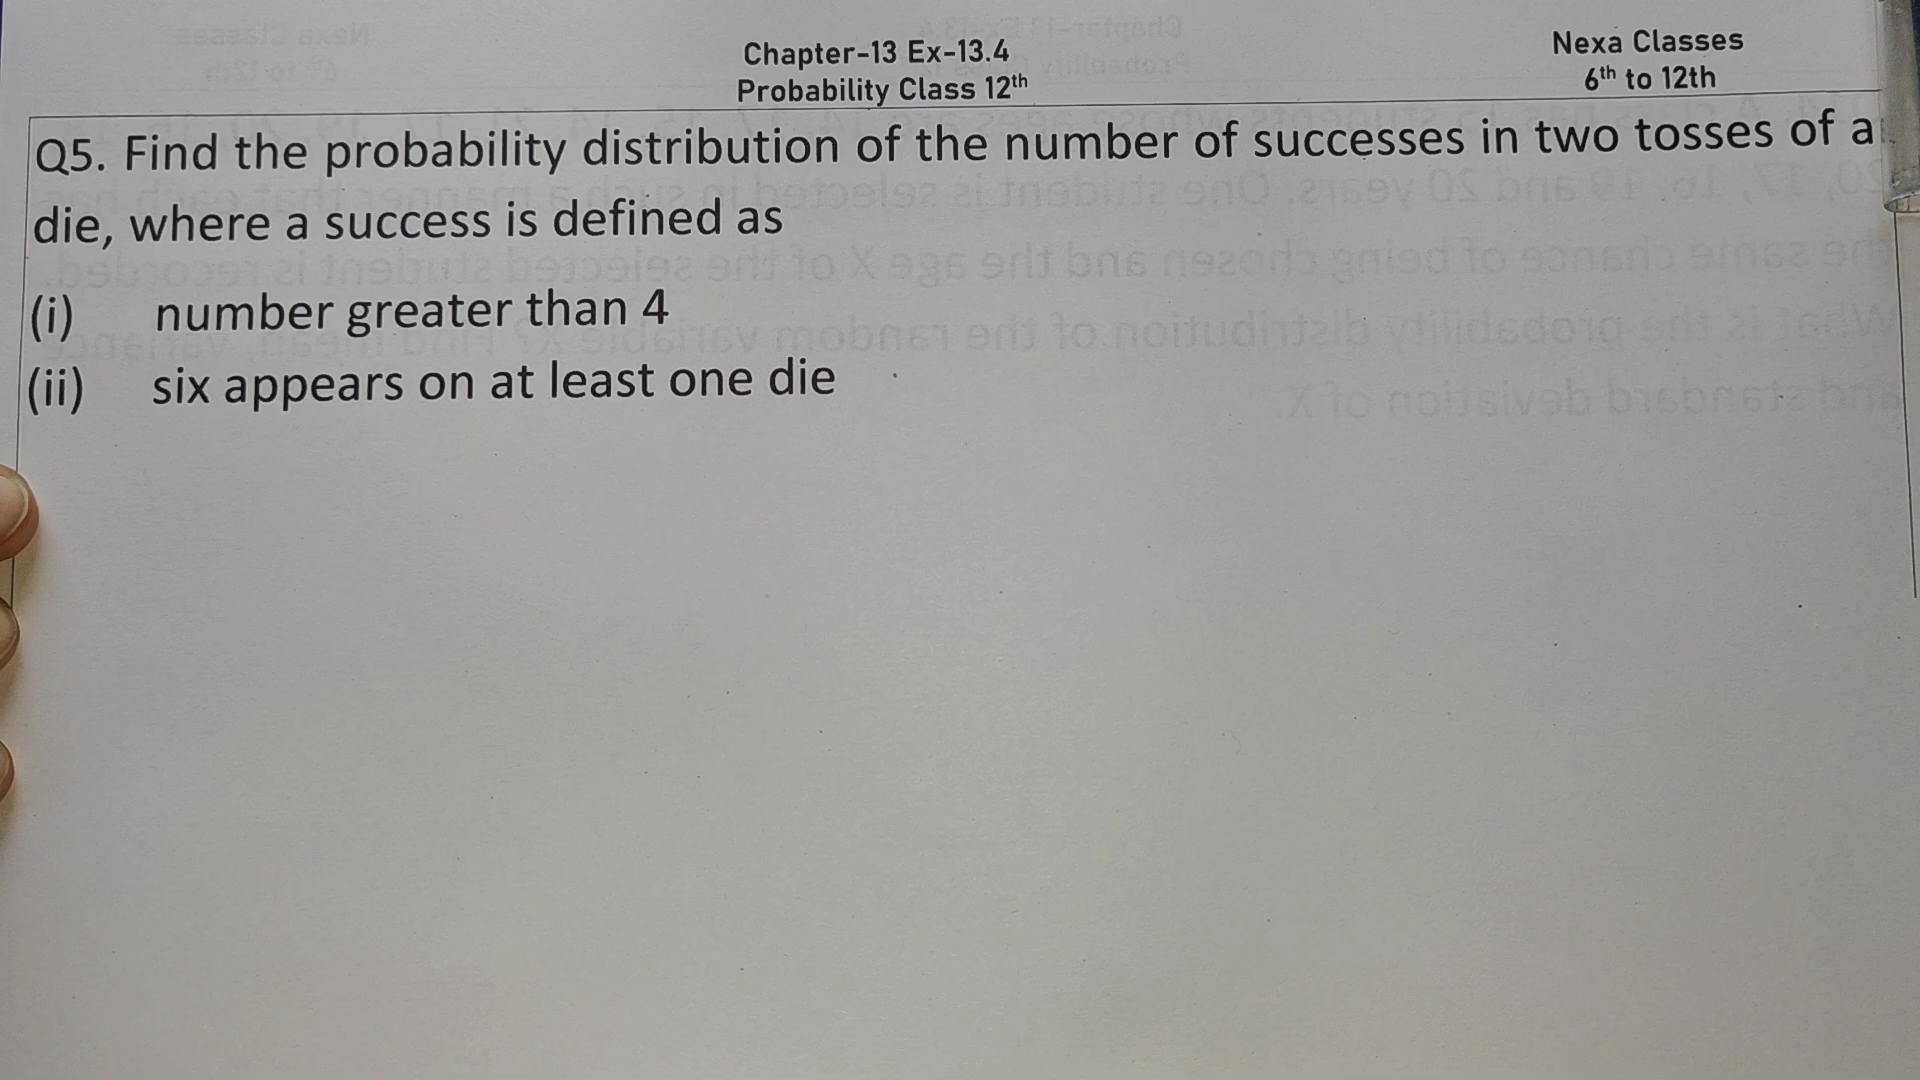 Chapter-13 Ex-13.4
Probability Class 12th
Nexa Classes
6th to 12th
Q5. Find the probability distribution of the number of successes in two tosses of a
die, where a success is defined as
(i) number greater than 4
(ii) six appears on at least one die